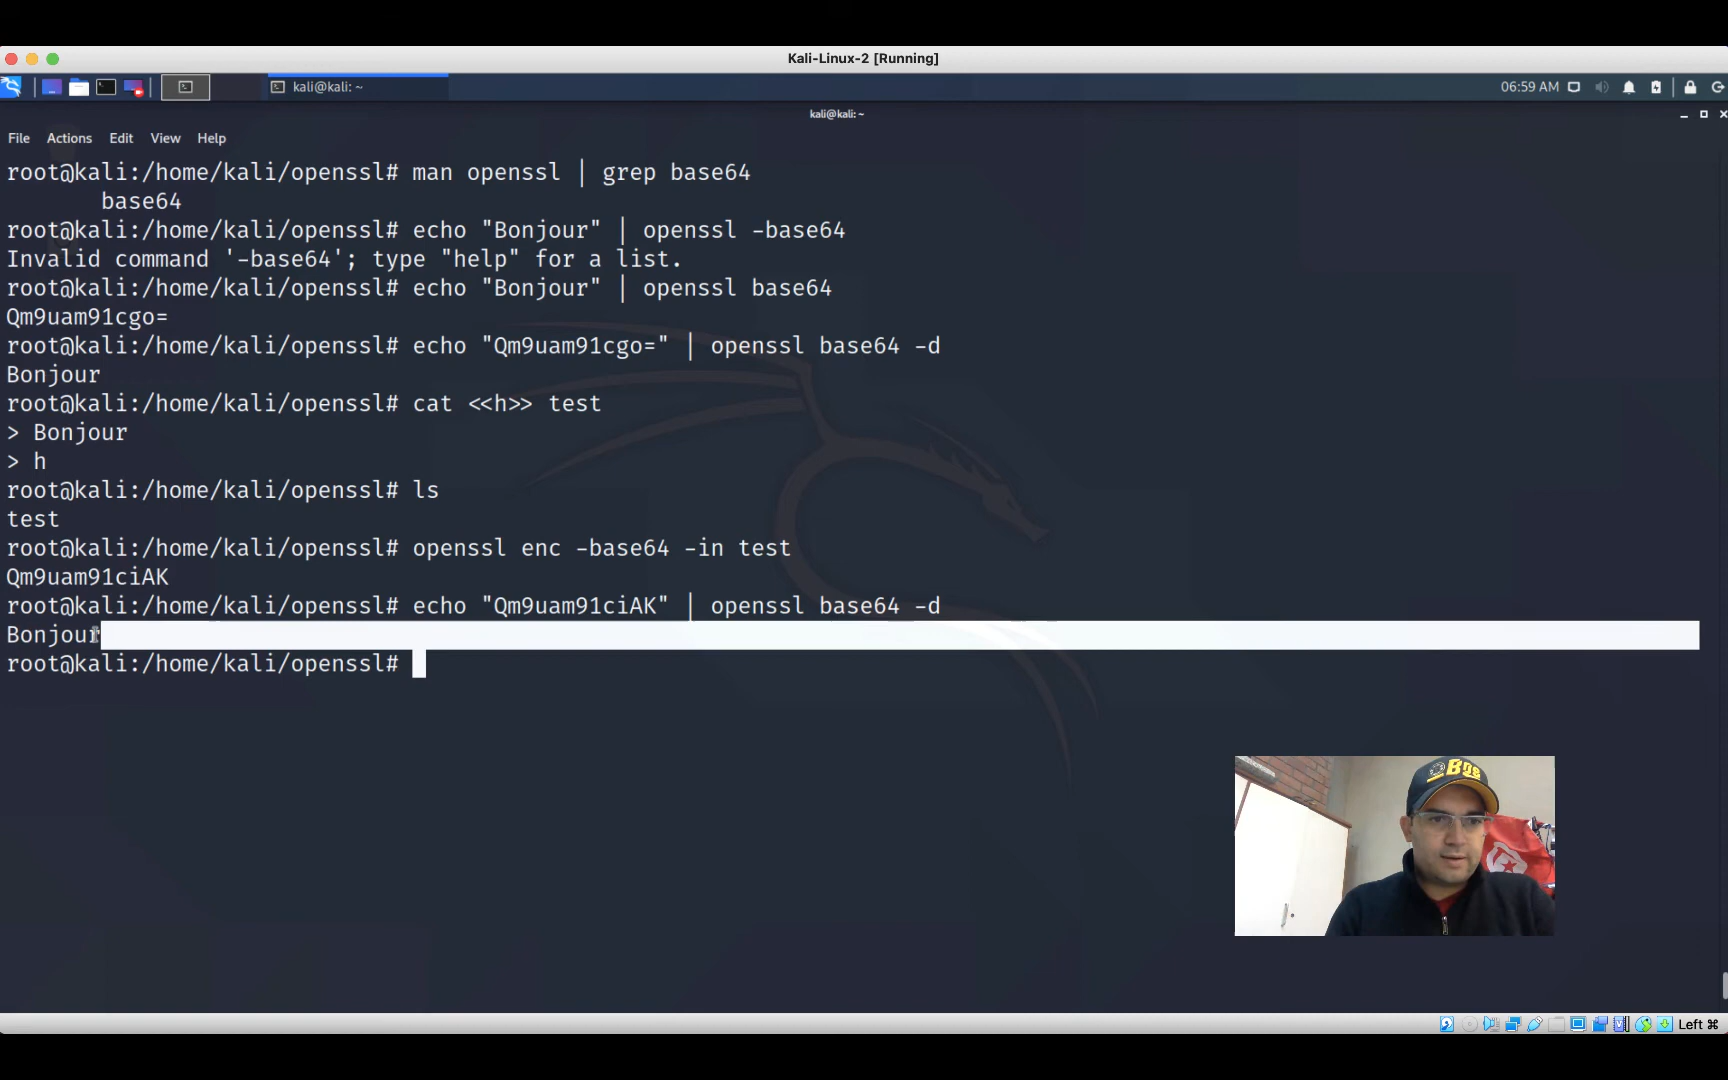 Kali-Linux-2 [Running]
kali@kali: ~
06:59 AM
kali@kali: ~
File Actions Edit View Help
root@kali:/home/kali/openssl# man openssl | grep base64
base64
root@kali:/home/kali/openssl# echo "Bonjour" | openssl -base64
Invalid command '-base64'; type "help" for a list.
root@kali:/home/kali/openssl# echo "Bonjour" | openssl base64
Qm9uam91cgo=
root@kali:/home/kali/openssl# echo "Qm9uam91cgo=" | openssl base64 -d
Bonjour
root@kali:/home/kali/openssl# cat <<h>> test
> Bonjour
> h
root@kali:/home/kali/openssl# ls
test
root@kali:/home/kali/openssl# openssl enc -base64 -in test
Qm9uam91ciAK
root@kali:/home/kali/openssl# echo "Qm9uam91ciAK" | openssl base64 -d
Bonjour
root@kali:/home/kali/openssl#
Left ⌘